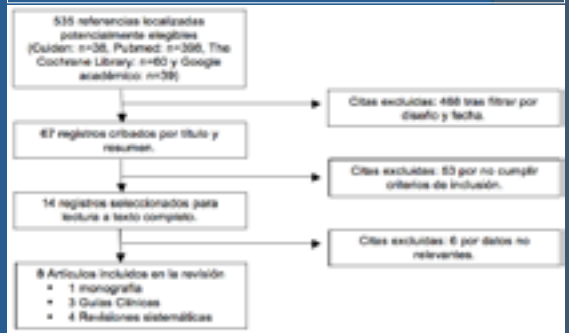 535 referencias localizadas
potencialmente elegibles
(Cuiden: n=38, Pubmed: n=398, The
Cochrane Library: n=60 y Google
académico: n=39)
Citas excluidas: 468 tras filtrar por
diseño y fecha.
67 registros cribados por título y
resumen.
Citas excluidas: 53 por no cumplir
criterios de inclusión.
14 registros seleccionados para
lectura a texto completo.
Citas excluidas: 6 por datos no
relevantes.
8 Artículos incluidos en la revisión
• 1 monografía
• 3 Guías Clínicas
• 4 Revisiones sistemáticas